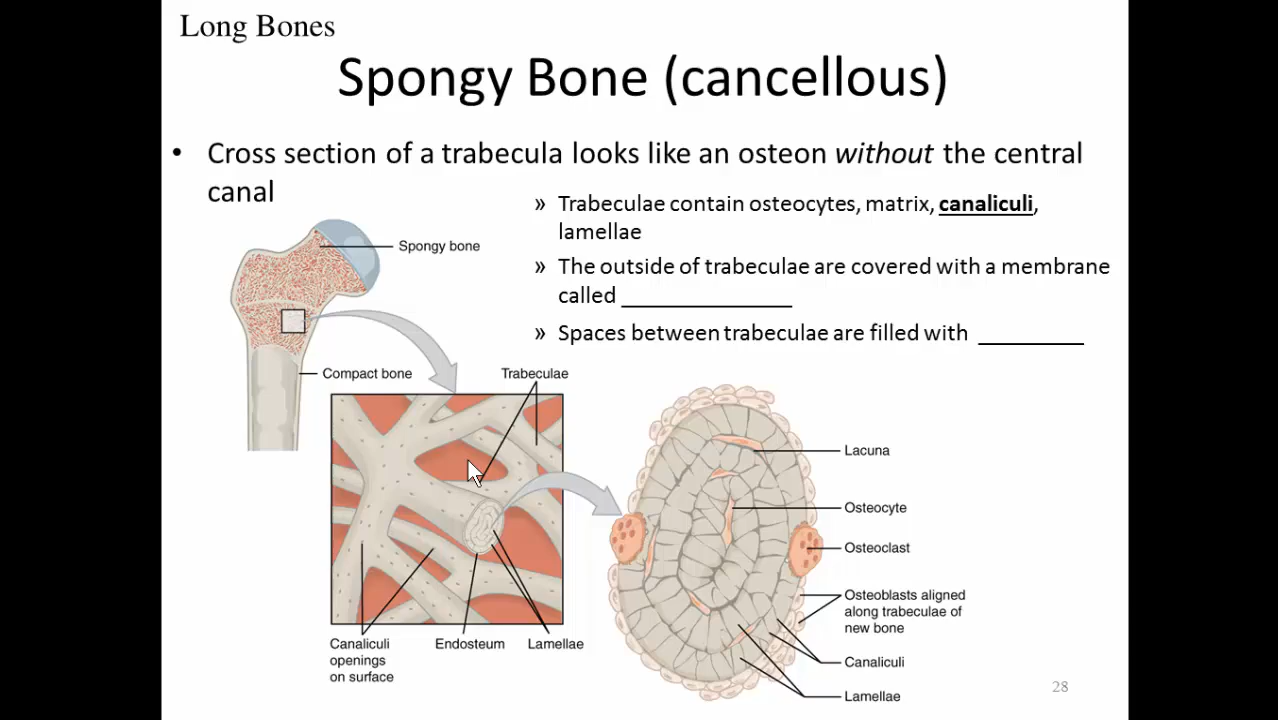 Long Bones
Spongy Bone (cancellous)
• Cross section of a trabecula looks like an osteon without the central
canal
» Trabeculae contain osteocytes, matrix, canaliculi,
lamellae
» The outside of trabeculae are covered with a membrane
called _______________
» Spaces between trabeculae are filled with _________
Spongy bone
Compact bone
Trabeculae
Canaliculi
openings
on surface
Endosteum
Lamellae
Lacuna
Osteocyte
Osteoclast
Osteoblasts aligned
along trabeculae of
new bone
Canaliculi
Lamellae
28